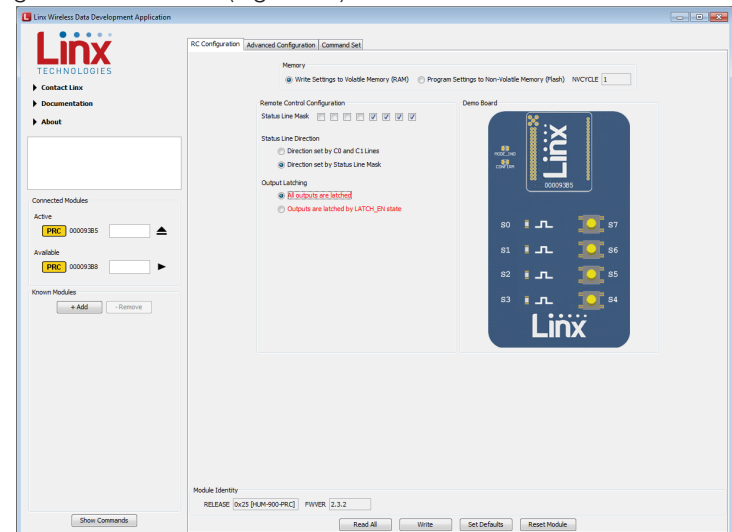 Linx Wireless Data Development Application
Linx
TECHNOLOGIES
Contact Linx
Documentation
About
Connected Modules
Active
PRC 000093B5
Available
PRC 000093B8
Known Modules
+ Add - Remove
Show Commands
RC Configuration Advanced Configuration Command Set
Memory
Write Settings to Volatile Memory (RAM) Program Settings to Non-Volatile Memory (Flash) NVCYCLE 1
Remote Control Configuration
Status Line Mask
Status Line Direction
Direction set by C0 and C1 Lines
Direction set by Status Line Mask
Output Latching
All outputs are latched
Outputs are latched by LATCH_EN state
Demo Board
MODE_IND
CONFIRM
Linx
000093B5
S0 S7
S1 S6
S2 S5
S3 S4
Linx
Module Identity
RELEASE 0x25 [HUM-900-PRC] FWVER 2.3.2
Read All Write Set Defaults Reset Module